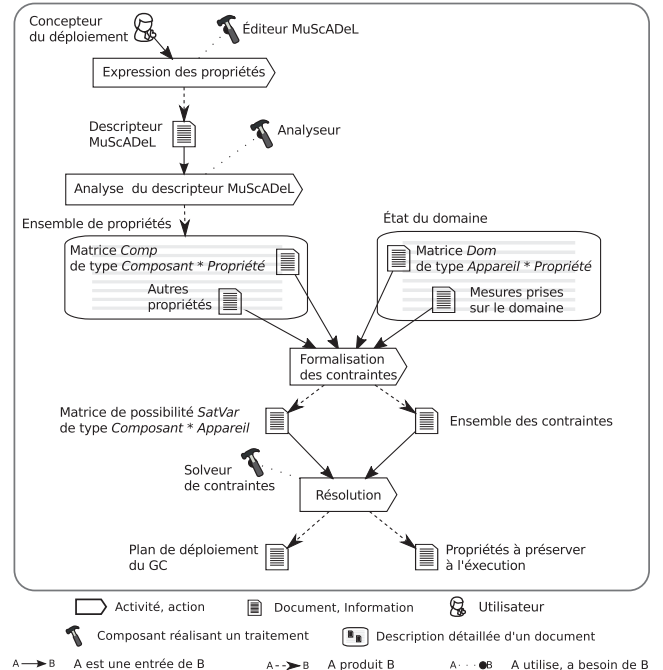 Concepteur
du déploiement
Éditeur MuScADeL
Expression des propriétés
Descripteur
MuScADeL
Analyseur
Analyse du descripteur MuScADeL
Ensemble de propriétés
État du domaine
Matrice Comp
de type Composant * Propriété
Autres
propriétés
Matrice Dom
de type Appareil * Propriété
Mesures prises
sur le domaine
Formalisation
des contraintes
Matrice de possibilité SatVar
de type Composant * Appareil
Ensemble des contraintes
Solveur
de contraintes
Résolution
Plan de déploiement
du GC
Propriétés à préserver
à l'éxecution
Activité, action
Document, Information
Utilisateur
Composant réalisant un traitement
Description détaillée d'un document
A B A est une entrée de B
A B A produit B
A B A utilise, a besoin de B